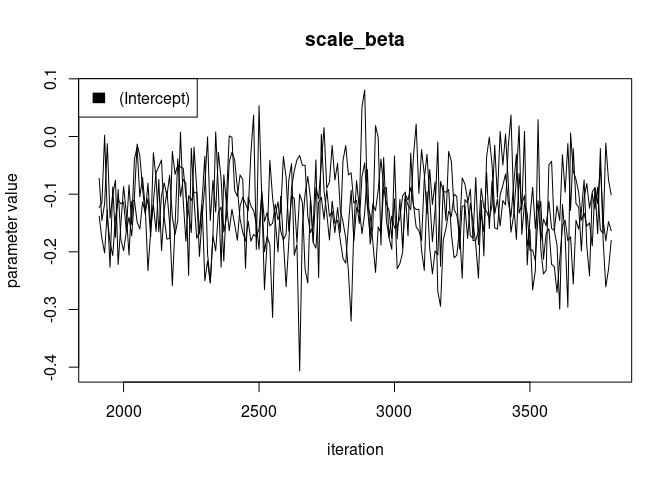 scale_beta
(Intercept)
parameter value
0.1
0.0
-0.1
-0.2
-0.3
-0.4
2000 2500 3000 3500
iteration